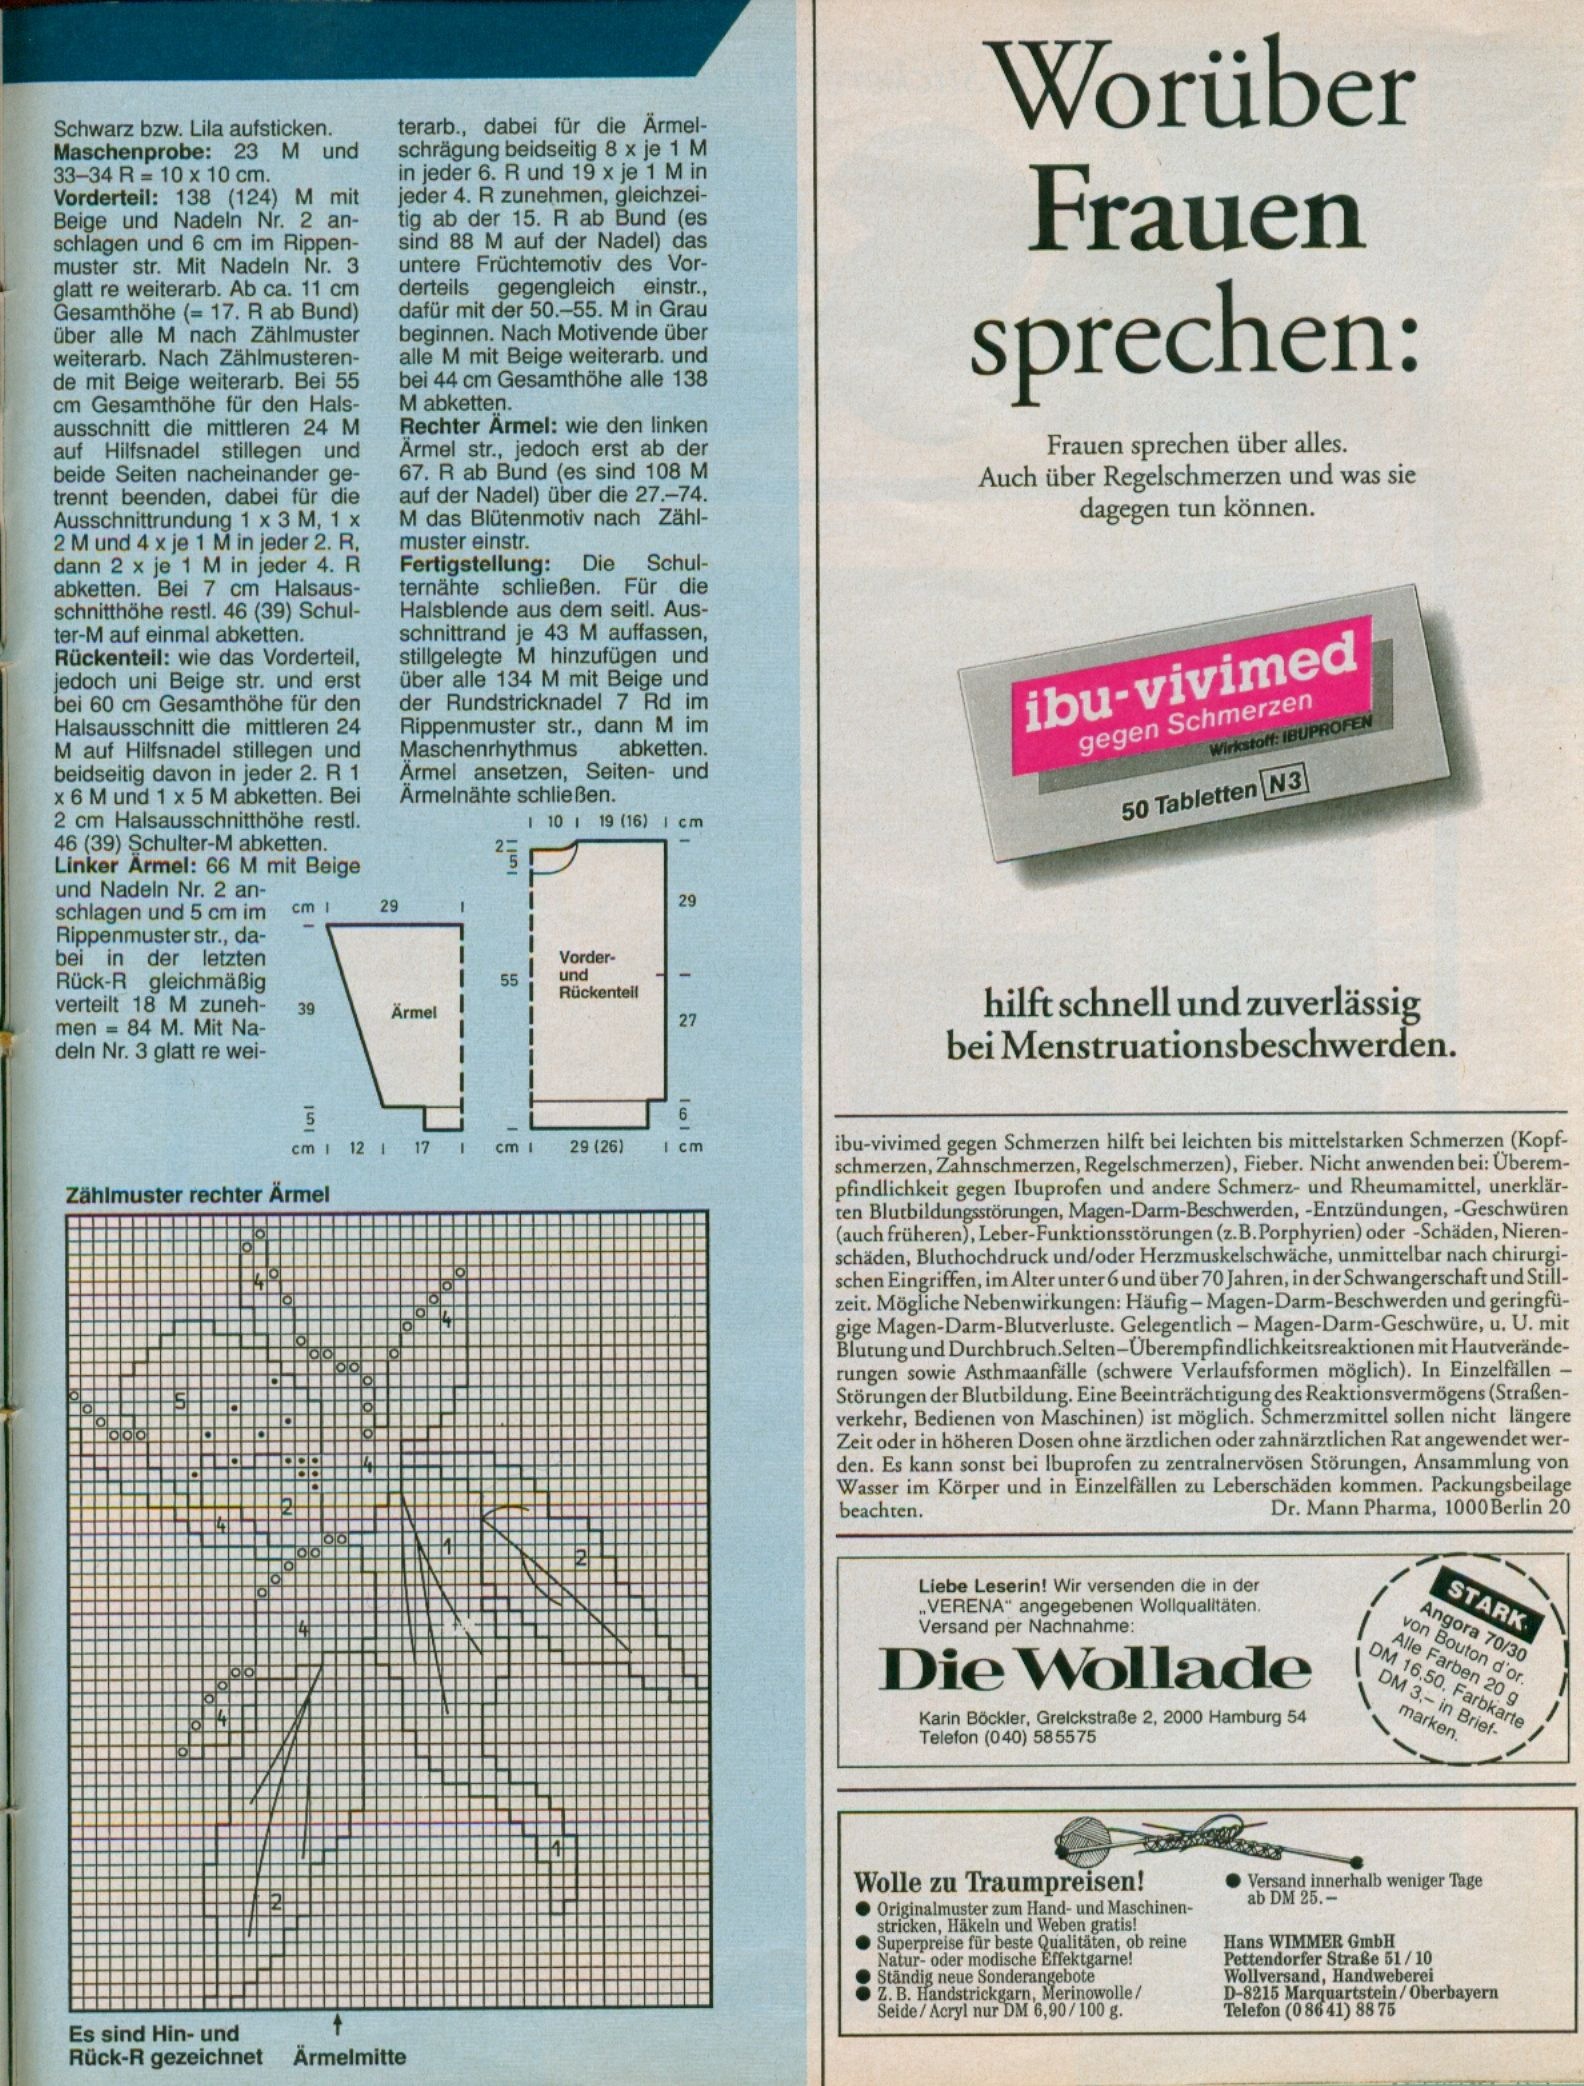 Schwarz bzw. Lila aufsticken.
Maschenprobe: 23 M und
33–34 R = 10 x 10 cm.
Vorderteil: 138 (124) M mit
Beige und Nadeln Nr. 2 an-
schlagen und 6 cm im Rippen-
muster str. Mit Nadeln Nr. 3
glatt re weiterarb. Ab ca. 11 cm
Gesamthöhe (= 17. R ab Bund)
über alle M nach Zählmuster
weiterarb. Nach Zählmusteren-
de mit Beige weiterarb. Bei 55
cm Gesamthöhe für den Hals-
ausschnitt die mittleren 24 M
auf Hilfsnadel stillegen und
beide Seiten nacheinander ge-
trennt beenden, dabei für die
Ausschnittrundung 1 x 3 M, 1 x
2 M und 4 x je 1 M in jeder 2. R,
dann 2 x je 1 M in jeder 4. R
abketten. Bei 7 cm Halsaus-
schnitthöhe restl. 46 (39) Schul-
ter-M auf einmal abketten.
Rückenteil: wie das Vorderteil,
jedoch uni Beige str. und erst
bei 60 cm Gesamthöhe für den
Halsausschnitt die mittleren 24
M auf Hilfsnadel stillegen und
beidseitig davon in jeder 2. R 1
x 6 M und 1 x 5 M abketten. Bei
2 cm Halsausschnitthöhe restl.
46 (39) Schulter-M abketten.
Linker Ärmel: 66 M mit Beige
und Nadeln Nr. 2 an-
schlagen und 5 cm im
Rippenmuster str., da-
bei in der letzten
Rück-R gleichmäßig
verteilt 18 M zuneh-
men = 84 M. Mit Na-
deln Nr. 3 glatt re wei-
terarb., dabei für die Ärmel-
schrägung beidseitig 8 x je 1 M
in jeder 6. R und 19 x je 1 M in
jeder 4. R zunehmen, gleichzei-
tig ab der 15. R ab Bund (es
sind 88 M auf der Nadel) das
untere Früchtemotiv des Vor-
derteils gegengleich einstr.,
dafür mit der 50.–55. M in Grau
beginnen. Nach Motivende über
alle M mit Beige weiterarb. und
bei 44 cm Gesamthöhe alle 138
M abketten.
Rechter Ärmel: wie den linken
Ärmel str., jedoch erst ab der
67. R ab Bund (es sind 108 M
auf der Nadel) über die 27.–74.
M das Blütenmotiv nach Zähl-
muster einstr.
Fertigstellung: Die Schul-
ternähte schließen. Für die
Halsblende aus dem seitl. Aus-
schnittrand je 43 M auffassen,
stillgelegte M hinzufügen und
über alle 134 M mit Beige und
der Rundstricknadel 7 Rd im
Rippenmuster str., dann M im
Maschenrhythmus abketten.
Ärmel ansetzen, Seiten- und
Ärmelnähte schließen.
10 19 (16) cm
2
5
29
Vorder-
und
Rückenteil
55
27
6
cm 29 (26) cm
cm 29
39
Ärmel
5
cm 12 17
Zählmuster rechter Ärmel
4
4
5
4
2
4
1
2
4
4
1
2
Es sind Hin- und
Rück-R gezeichnet
Ärmelmitte
Worüber
Frauen
sprechen:
Frauen sprechen über alles.
Auch über Regelschmerzen und was sie
dagegen tun können.
ibu-vivimed
gegen Schmerzen
Wirkstoff: IBUPROFEN
50 Tabletten N3
hilft schnell und zuverlässig
bei Menstruationsbeschwerden.
ibu-vivimed gegen Schmerzen hilft bei leichten bis mittelstarken Schmerzen (Kopf-
schmerzen, Zahnschmerzen, Regelschmerzen), Fieber. Nicht anwenden bei: Überem-
pfindlichkeit gegen Ibuprofen und andere Schmerz- und Rheumamittel, unerklär-
ten Blutbildungsstörungen, Magen-Darm-Beschwerden, -Entzündungen, -Geschwüren
(auch früheren), Leber-Funktionsstörungen (z.B. Porphyrien) oder -Schäden, Nieren-
schäden, Bluthochdruck und/oder Herzmuskelschwäche, unmittelbar nach chirurgi-
schen Eingriffen, im Alter unter 6 und über 70 Jahren, in der Schwangerschaft und Still-
zeit. Mögliche Nebenwirkungen: Häufig – Magen-Darm-Beschwerden und geringfü-
gige Magen-Darm-Blutverluste. Gelegentlich – Magen-Darm-Geschwüre, u. U. mit
Blutung und Durchbruch. Selten – Überempfindlichkeitsreaktionen mit Hautverände-
rungen sowie Asthmaanfälle (schwere Verlaufsformen möglich). In Einzelfällen –
Störungen der Blutbildung. Eine Beeinträchtigung des Reaktionsvermögens (Straßen-
verkehr, Bedienen von Maschinen) ist möglich. Schmerzmittel sollen nicht längere
Zeit oder in höheren Dosen ohne ärztlichen oder zahnärztlichen Rat angewendet wer-
den. Es kann sonst bei Ibuprofen zu zentralnervösen Störungen, Ansammlung von
Wasser im Körper und in Einzelfällen zu Leberschäden kommen. Packungsbeilage
beachten. Dr. Mann Pharma, 1000 Berlin 20
Liebe Leserin! Wir versenden die in der
„VERENA“ angegebenen Wollqualitäten.
Versand per Nachnahme:
Die Wollade
Karin Böckler, Grelckstraße 2, 2000 Hamburg 54
Telefon (0 40) 58 55 75
STARK.
Angora 70/30
von Bouton d'or.
Alle Farben 20 g
DM 16,50, Farbkarte
DM 3,– in Brief-
marken.
Wolle zu Traumpreisen!
● Originalmuster zum Hand- und Maschinen-
stricken, Häkeln und Weben gratis!
● Superpreise für beste Qualitäten, ob reine
Natur- oder modische Effektgarne!
● Ständig neue Sonderangebote
● Z. B. Handstrickgarn, Merinowolle /
Seide / Acryl nur DM 6,90 / 100 g.
● Versand innerhalb weniger Tage
ab DM 25.–
Hans WIMMER GmbH
Pettendorfer Straße 51 / 10
Wollversand, Handweberei
D-8215 Marquartstein / Oberbayern
Telefon (0 86 41) 88 75